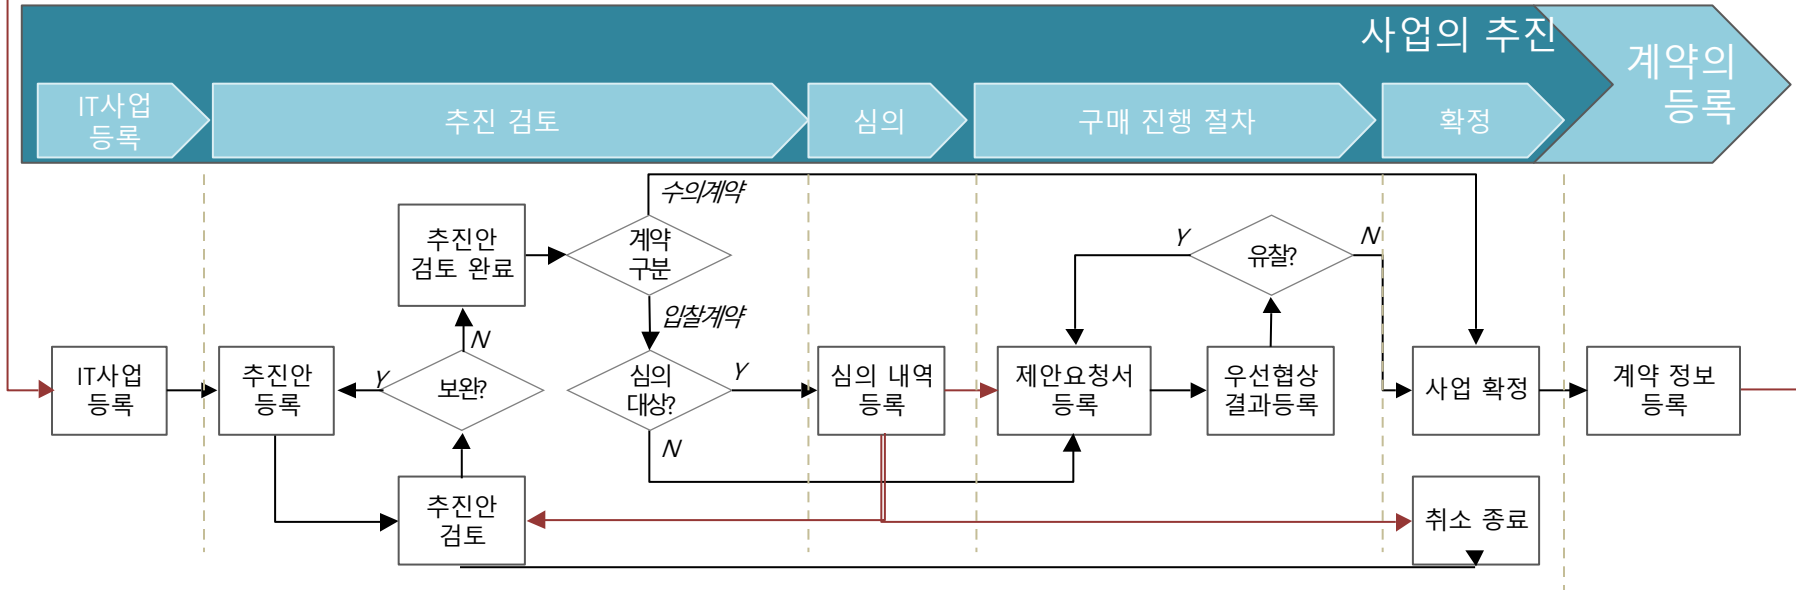 사업의 추진
계약의
등록
IT사업
등록
추진 검토
심의
구매 진행 절차
확정
수의계약
추진안
검토 완료
계약
구분
유찰?
Y
N
입찰계약
N
IT사업
등록
추진안
등록
Y
보완?
심의
대상?
Y
심의 내역
등록
제안요청서
등록
우선협상
결과등록
사업 확정
계약 정보
등록
N
추진안
검토
취소 종료